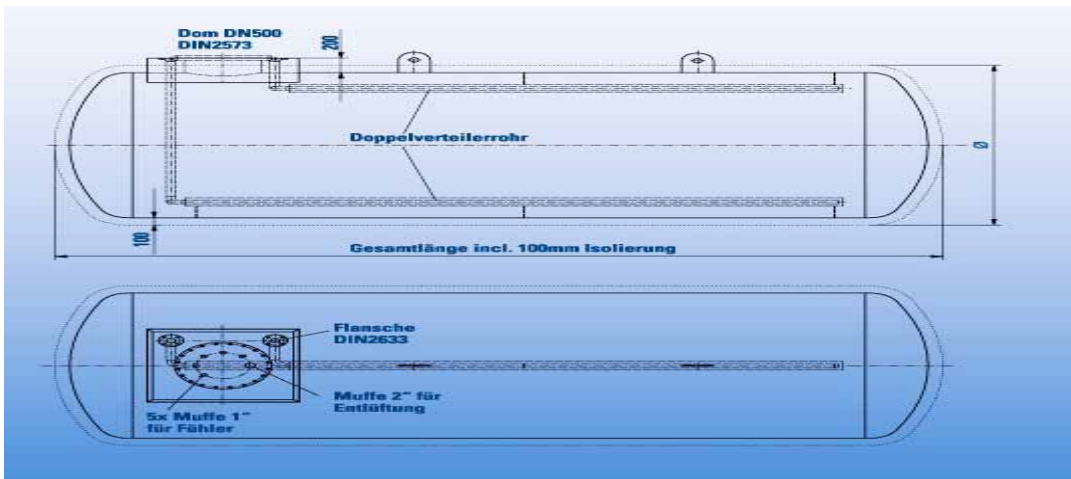 Dom DN500
DIN2573
200
Doppelverteilerrohr
Ø
100
Gesamtlänge incl. 100mm Isolierung
Flansche
DIN2633
Muffe 2" für
Entlüftung
5x Muffe 1"
für Fühler